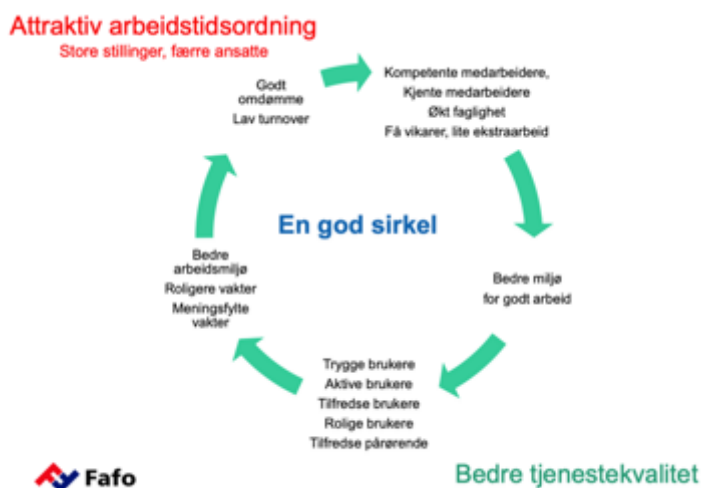 Attraktiv arbeidstidsordning
Store stillinger, færre ansatte
Godt
omdømme
Lav turnover
Kompetente medarbeidere,
Kjente medarbeidere
Økt faglighet
Få vikarer, lite ekstraarbeid
En god sirkel
Bedre miljø
for godt arbeid
Trygge brukere
Aktive brukere
Tilfredse brukere
Rolige brukere
Tilfredse pårørende
Bedre
arbeidsmiljø
Roligere vakter
Meningsfylte
vakter
Fafo
Bedre tjenestekvalitet